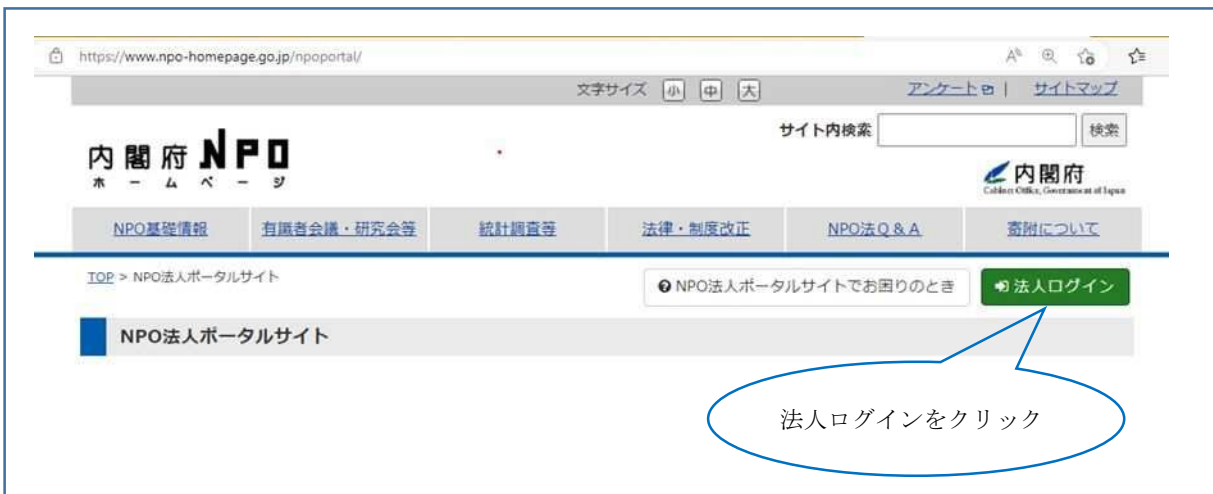 https://www.npo-homepage.go.jp/npoportal/
文字サイズ 小 中 大 アンケート | サイトマップ
サイト内検索 検索
内閣府 NPO
ホームページ
内閣府
Cabinet Office, Government of Japan
NPO基礎情報 有識者会議・研究会等 統計調査等 法律・制度改正 NPO法Q&A 寄附について
TOP > NPO法人ポータルサイト
NPO法人ポータルサイトでお困りのとき 法人ログイン
NPO法人ポータルサイト
法人ログインをクリック